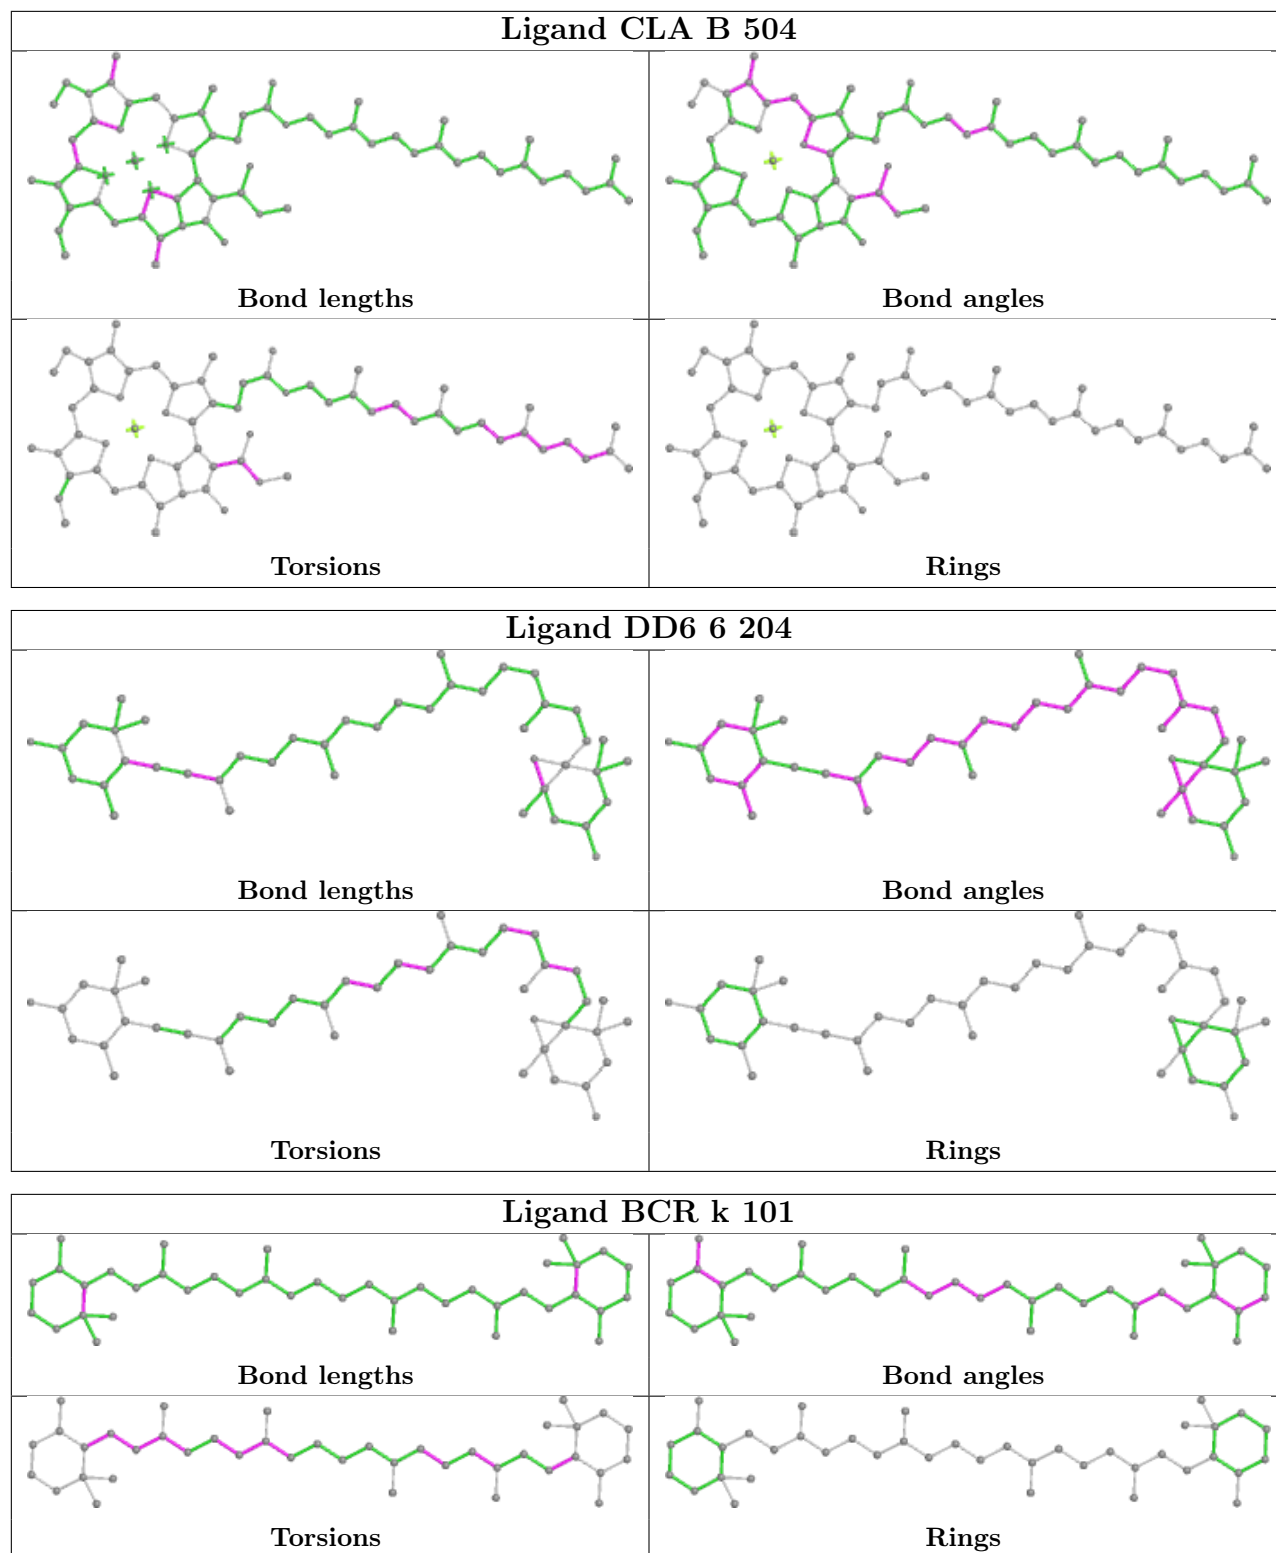 Ligand CLA B 504
Bond lengths
Bond angles
Torsions
Rings
Ligand DD6 6 204
Bond lengths
Bond angles
Torsions
Rings
Ligand BCR k 101
Bond lengths
Bond angles
Torsions
Rings